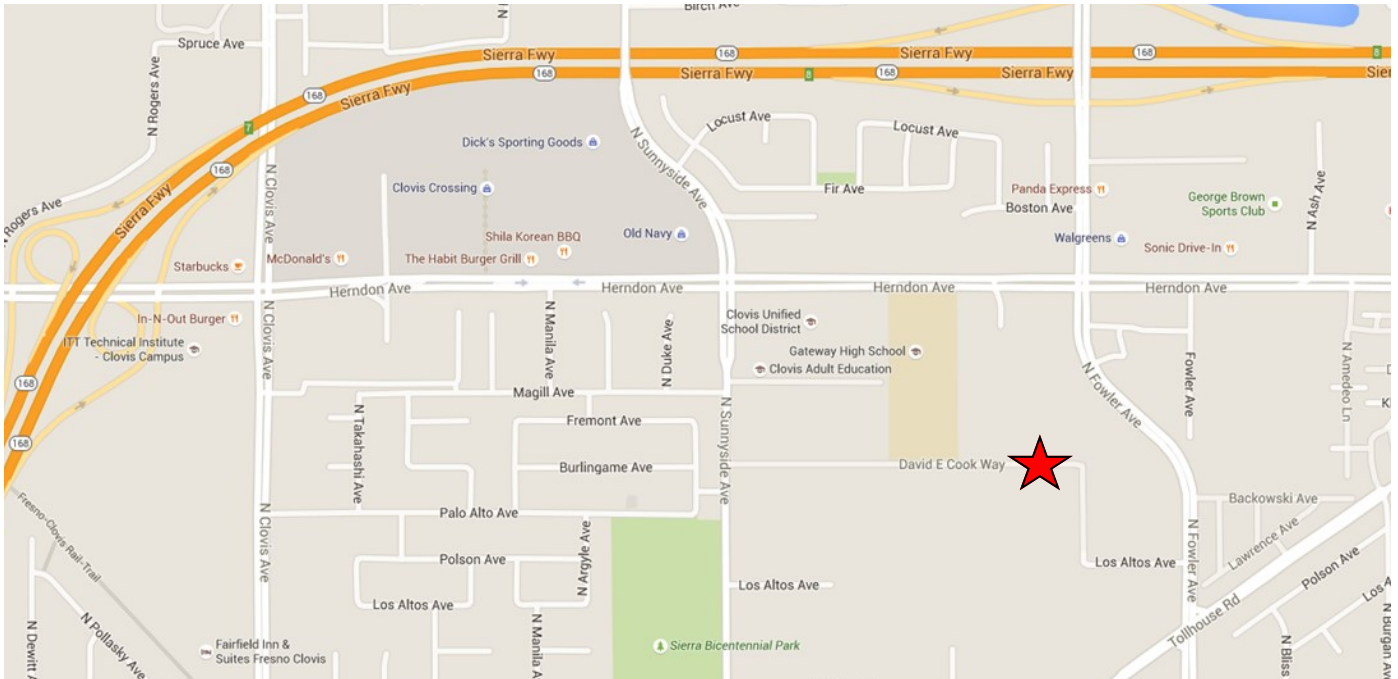 Birch Ave
N
Spruce Ave
Sierra Fwy
168
Sierra Fwy
168
8
168
Sierra Fwy
8
168
Sierra Fwy
Sier
168
Sierra Fwy
N Rogers Ave
7
Locust Ave
Locust Ave
Dick's Sporting Goods
N Sunnyside Ave
168
N Clovis Ave
Clovis Crossing
Fir Ave
Panda Express
George Brown
Sports Club
N Ash Ave
Boston Ave
N Rogers Ave
Sierra Fwy
Shila Korean BBQ
Old Navy
Walgreens
Sonic Drive-In
Starbucks
McDonald's
The Habit Burger Grill
Herndon Ave
Herndon Ave
Herndon Ave
Herndon Ave
In-N-Out Burger
N Clovis Ave
N Manila Ave
N Duke Ave
Clovis Unified
School District
ITT Technical Institute
- Clovis Campus
Gateway High School
Clovis Adult Education
N Fowler Ave
Fowler Ave
N Amedeo Ln
168
Magill Ave
N Takahashi Ave
Fremont Ave
N Sunnyside Ave
168
Burlingame Ave
David E Cook Way
Fresno-Clovis Rail-Trail
N Clovis Ave
Palo Alto Ave
Backowski Ave
N Argyle Ave
N Fowler Ave
Lawrence Ave
Polson Ave
Los Altos Ave
Polson Ave
Los Altos Ave
Los Altos Ave
Los A
Tollhouse Rd
N Dewitt A
N Pollasky Ave
Fairfield Inn &
Suites Fresno Clovis
N Manila A
Sierra Bicentennial Park
N Bliss
N Burgan Av